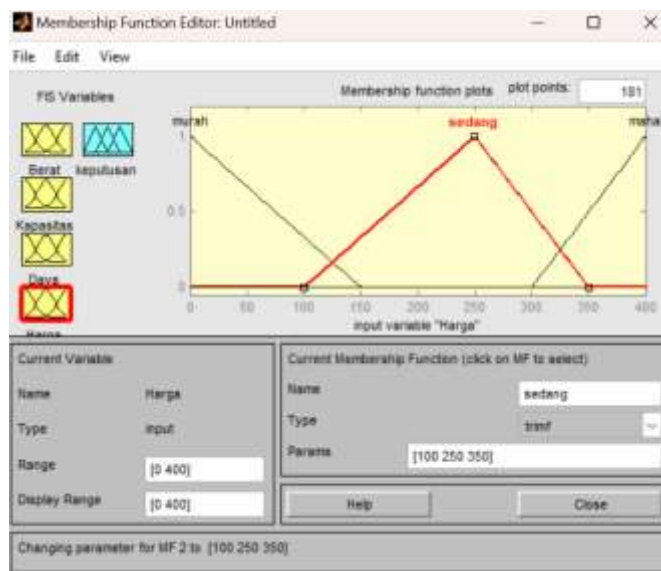 Membership Function Editor: Untitled
File Edit View
FIS Variables
Membership function plots plot points: 181
murah sedang maha
Berat keputusan
Kapasitas
Daya
Harga
1
0.5
0
0 50 100 150 200 250 300 350 400
input variable "Harga"
Current Variable
Name Harga
Type input
Range [0 400]
Display Range [0 400]
Current Membership Function (click on MF to select)
Name sedang
Type trimf
Params [100 250 350]
Help Close
Changing parameter for MF 2 to [100 250 350]